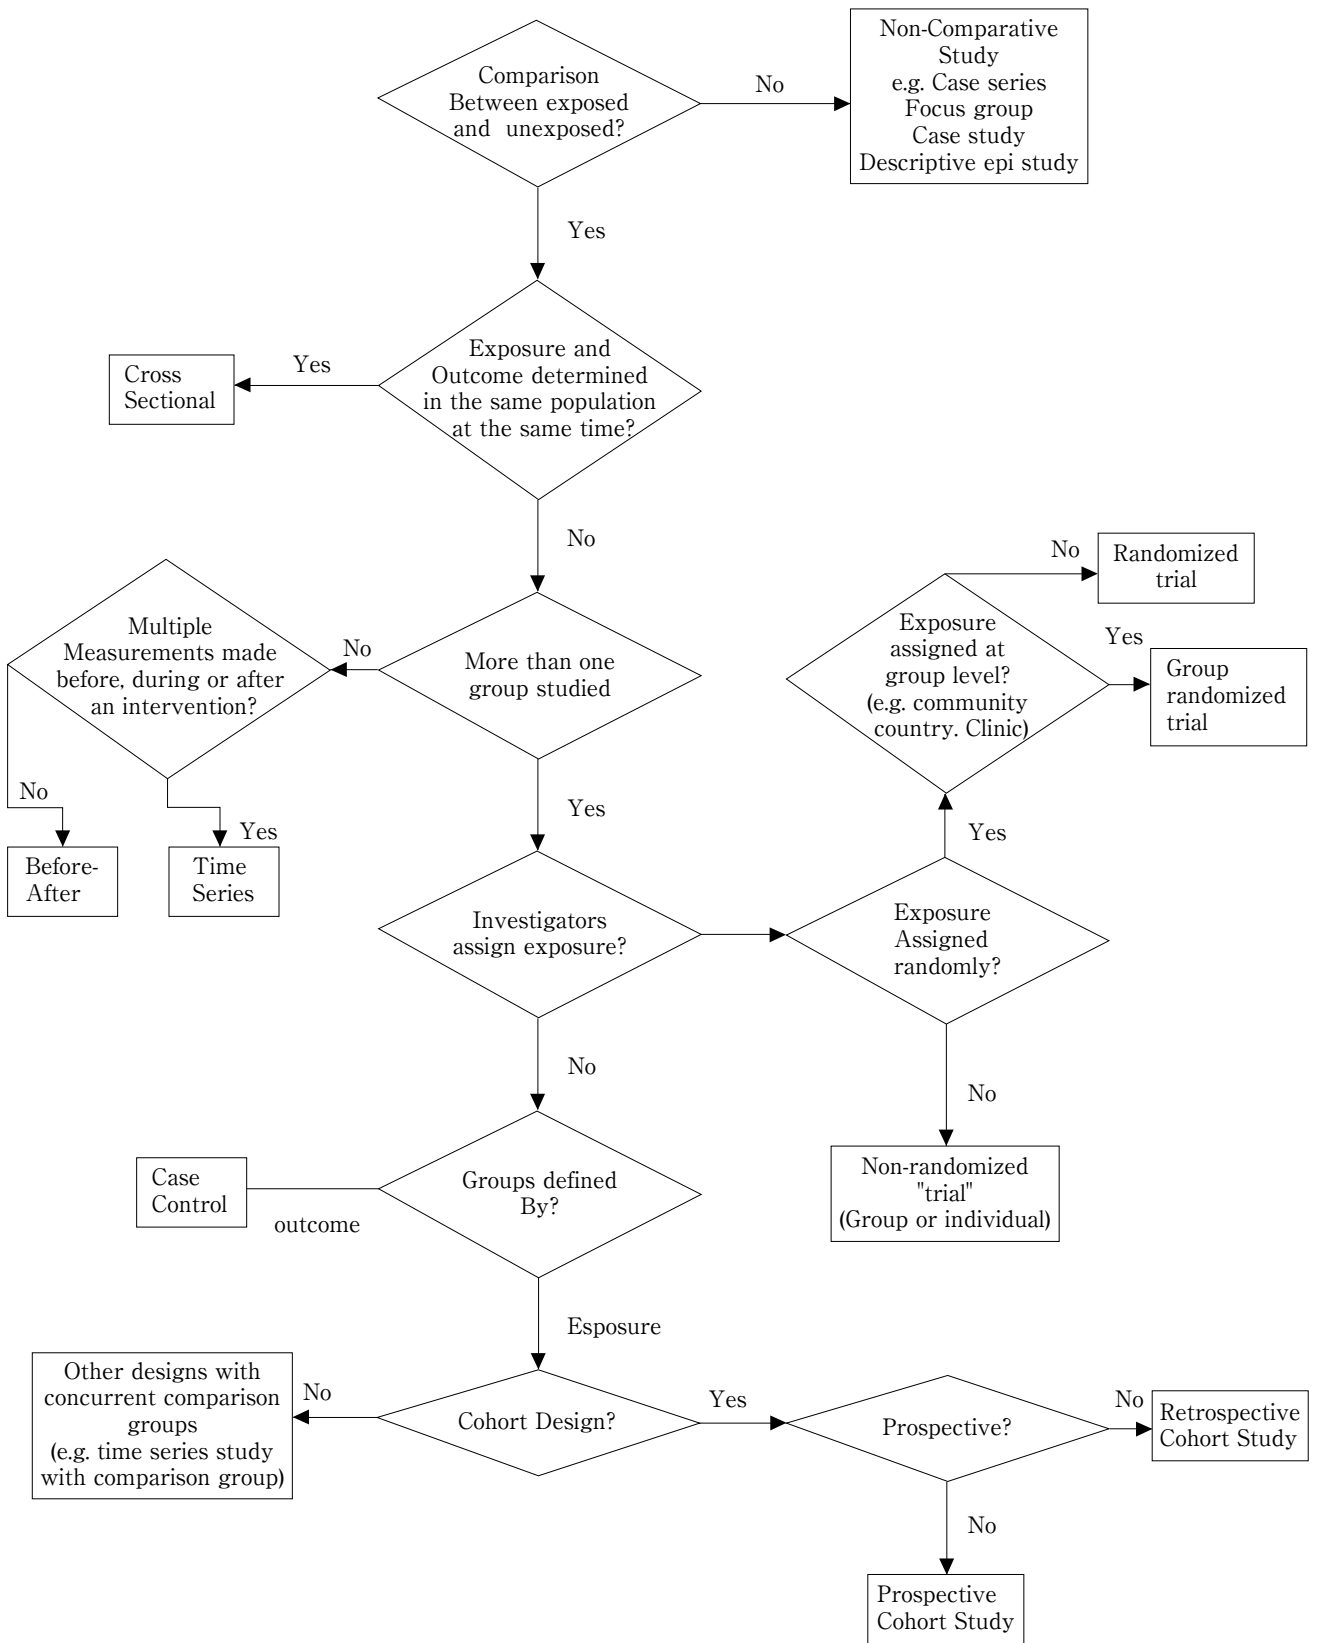 Comparison
Between exposed
and unexposed?
No
Non-Comparative
Study
e.g. Case series
Focus group
Case study
Descriptive epi study
Yes
Exposure and
Outcome determined
in the same population
at the same time?
Yes
Cross
Sectional
No
More than one
group studied
No
Multiple
Measurements made
before, during or after
an intervention?
No
Before-
After
Yes
Time
Series
Yes
Investigators
assign exposure?
Exposure
Assigned
randomly?
Yes
Exposure
assigned at
group level?
(e.g. community
country. Clinic)
No
Randomized
trial
Yes
Group
randomized
trial
No
Non-randomized
"trial"
(Group or individual)
No
Groups defined
By?
outcome
Case
Control
Esposure
Cohort Design?
No
Other designs with
concurrent comparison
groups
(e.g. time series study
with comparison group)
Yes
Prospective?
No
Retrospective
Cohort Study
No
Prospective
Cohort Study